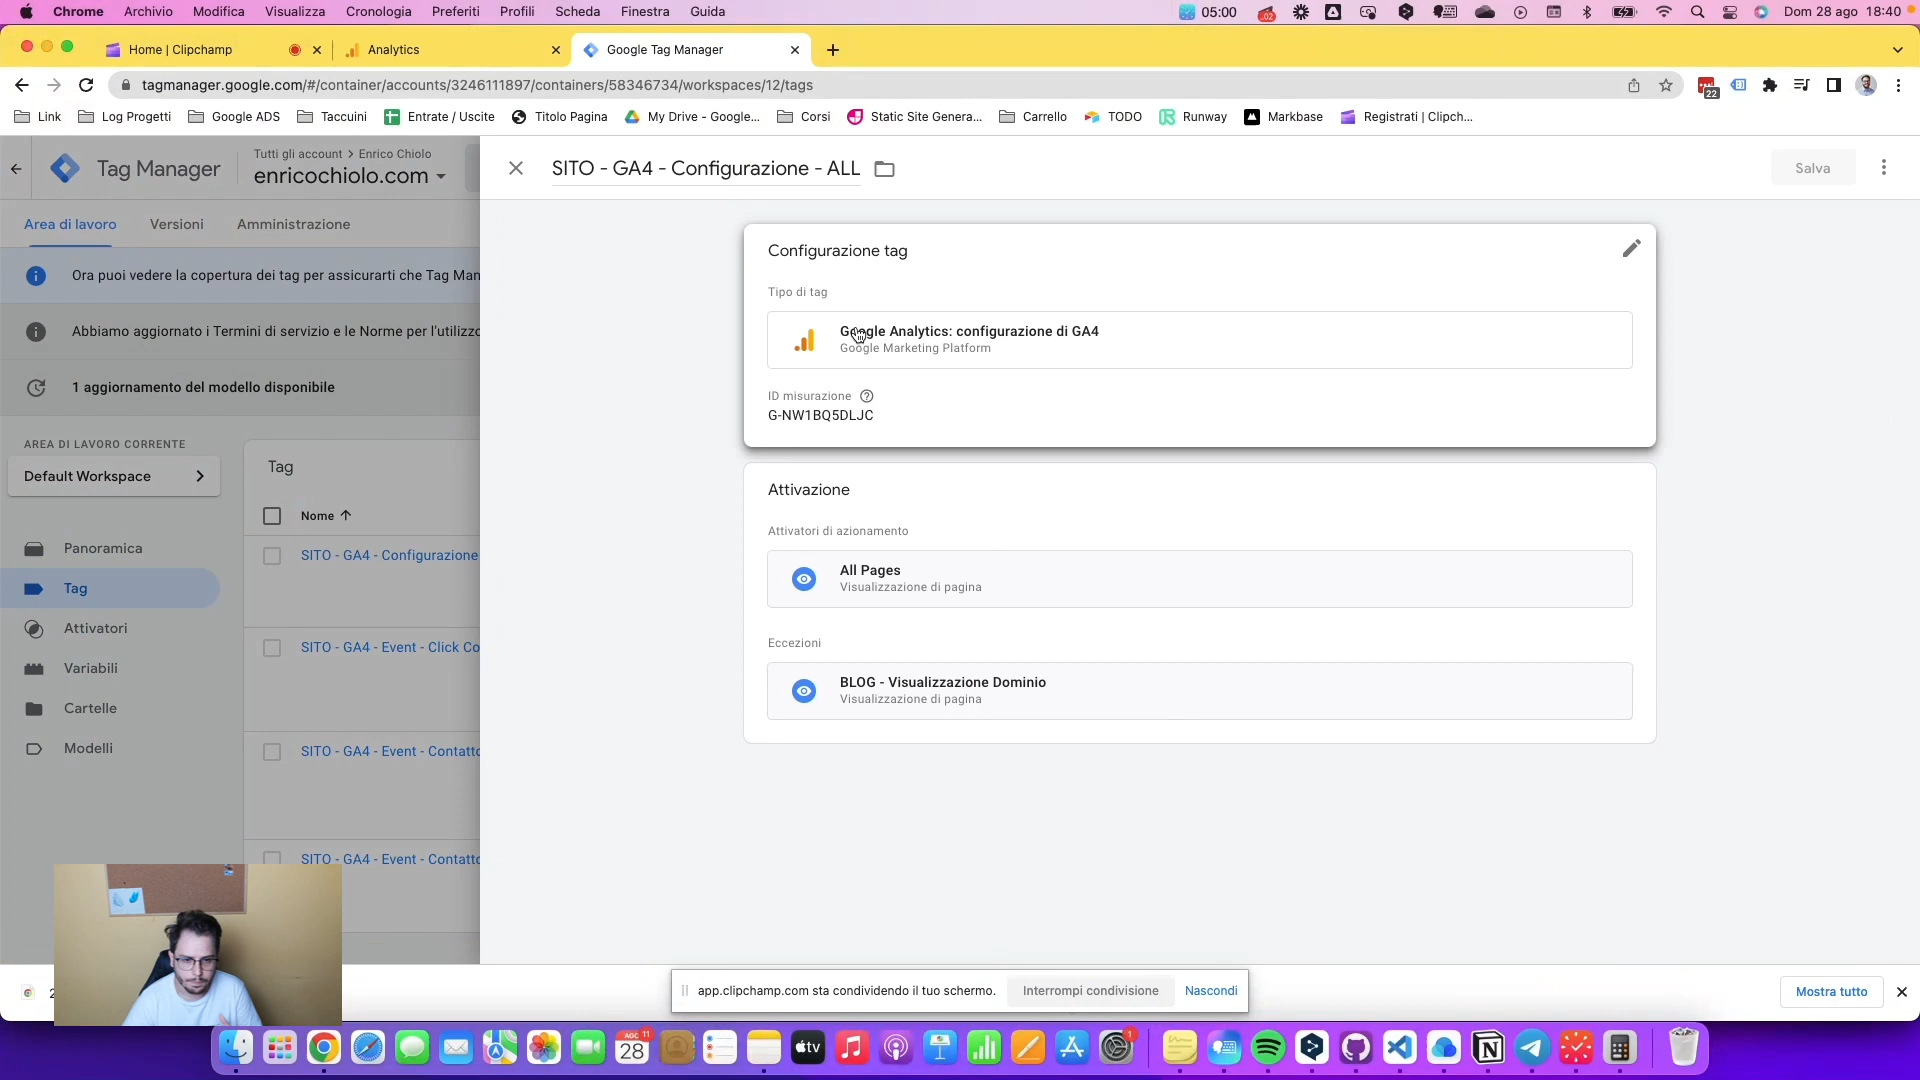 Chrome Archivio Modifica Visualizza Cronologia Preferiti Profili Scheda Finestra Guida 05:00 Dom 28 ago 18:40
Home | Clipchamp Analytics Google Tag Manager
tagmanager.google.com/#/container/accounts/3246111897/containers/58346734/workspaces/12/tags 22
Link Log Progetti Google ADS Taccuini Entrate / Uscite Titolo Pagina My Drive - Google... Corsi Static Site Genera... Carrello TODO Runway Markbase Registrati | Clipch...
Tag Manager
Tutti gli account > Enrico Chiolo
enricochiolo.com
SITO - GA4 - Configurazione - ALL
Salva
Area di lavoro Versioni Amministrazione
Ora puoi vedere la copertura dei tag per assicurarti che Tag Man
Abbiamo aggiornato i Termini di servizio e le Norme per l'utilizzo
1 aggiornamento del modello disponibile
AREA DI LAVORO CORRENTE
Default Workspace
Panoramica
Tag
Attivatori
Variabili
Cartelle
Modelli
Tag
Nome
SITO - GA4 - Configurazione
SITO - GA4 - Event - Click Co
SITO - GA4 - Event - Contatto
SITO - GA4 - Event - Contatto
Configurazione tag
Tipo di tag
Google Analytics: configurazione di GA4
Google Marketing Platform
ID misurazione
G-NW1BQ5DLJC
Attivazione
Attivatori di azionamento
All Pages
Visualizzazione di pagina
Eccezioni
BLOG - Visualizzazione Dominio
Visualizzazione di pagina
app.clipchamp.com sta condividendo il tuo schermo. Interrompi condivisione Nascondi
Mostra tutto
AGO 11
28
tv
1